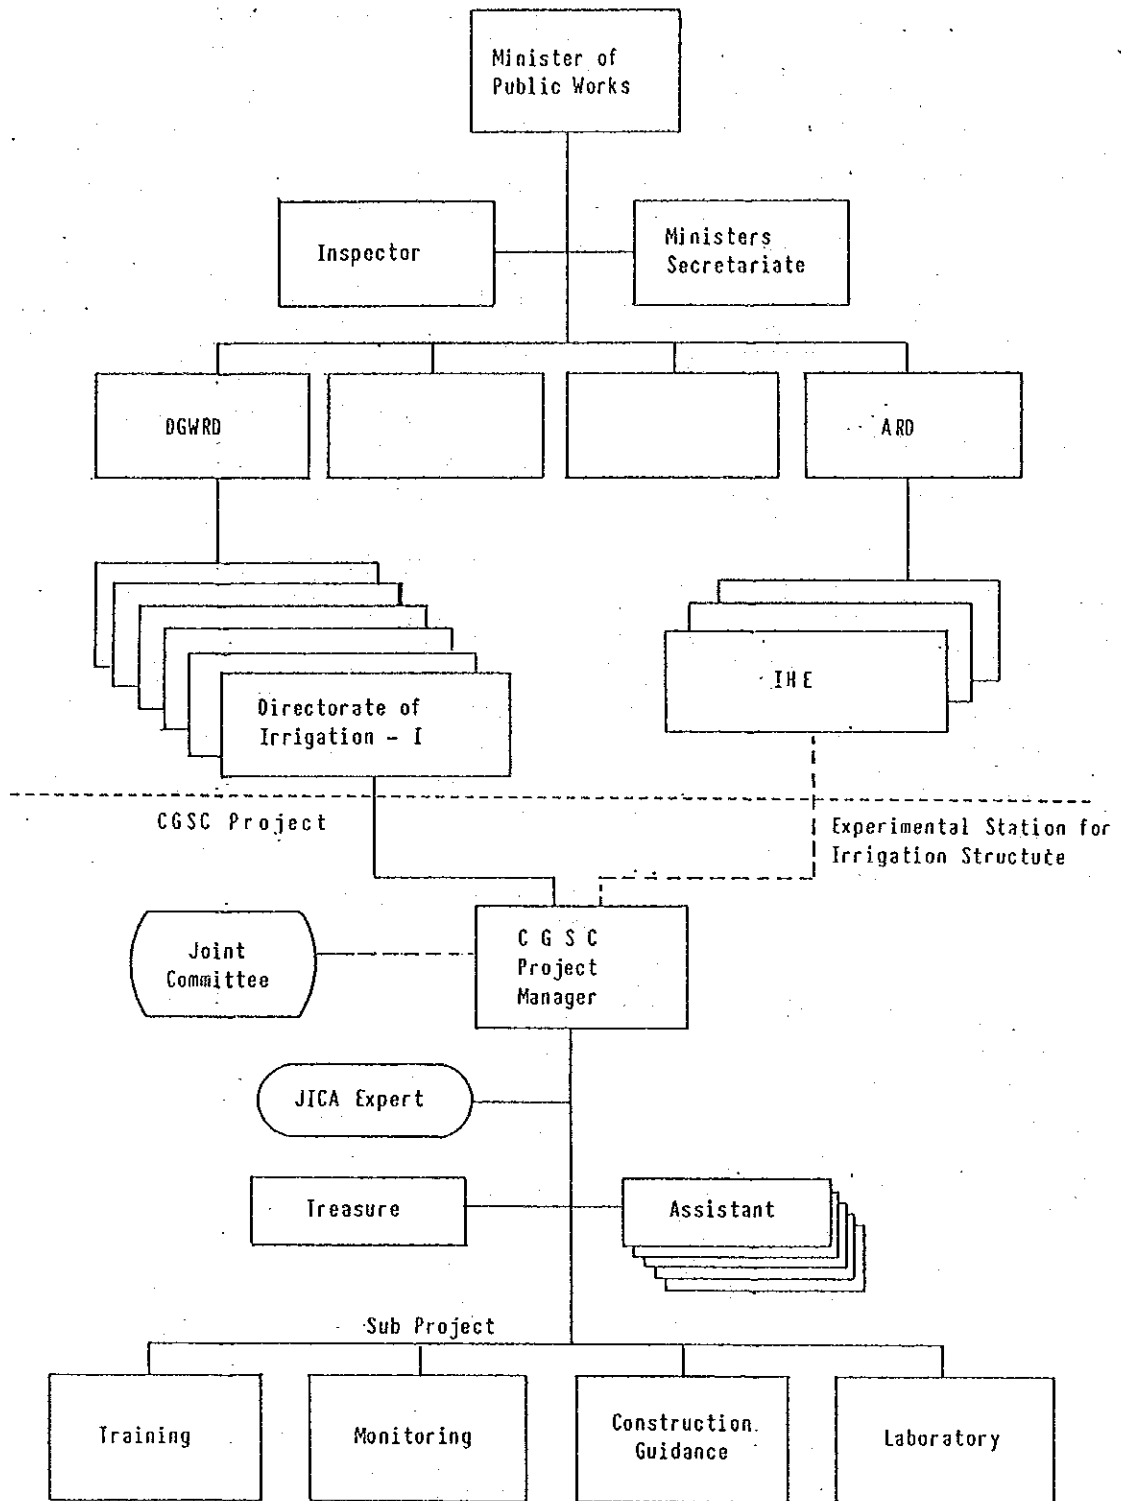 Minister of
Public Works
Inspector
Ministers
Secretariate
DGWRD
ARD
Directorate of
Irrigation - I
IHE
CGSC Project
Experimental Station for
Irrigation Structute
Joint
Committee
C G S C
Project
Manager
JICA Expert
Treasure
Assistant
Sub Project
Training
Monitoring
Construction
Guidance
Laboratory